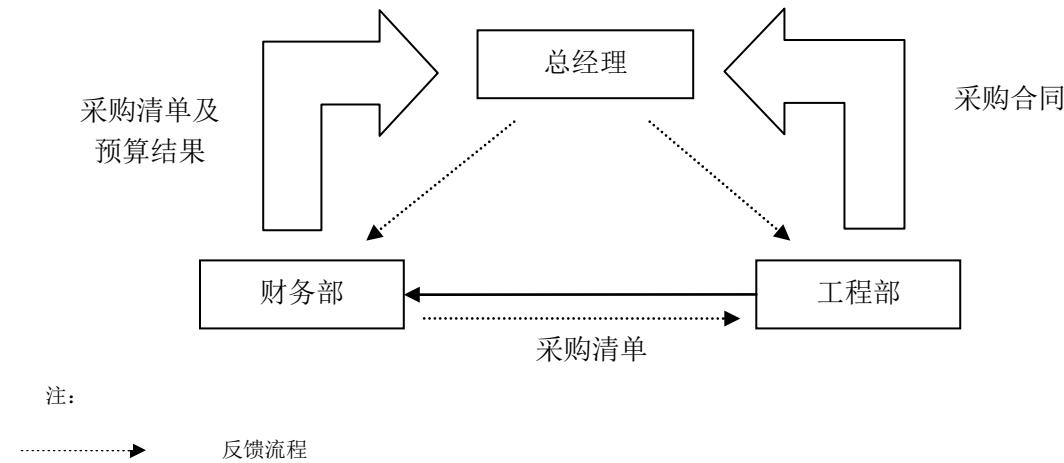 总经理
采购清单及
预算结果
采购合同
财务部
工程部
采购清单
注：
反馈流程